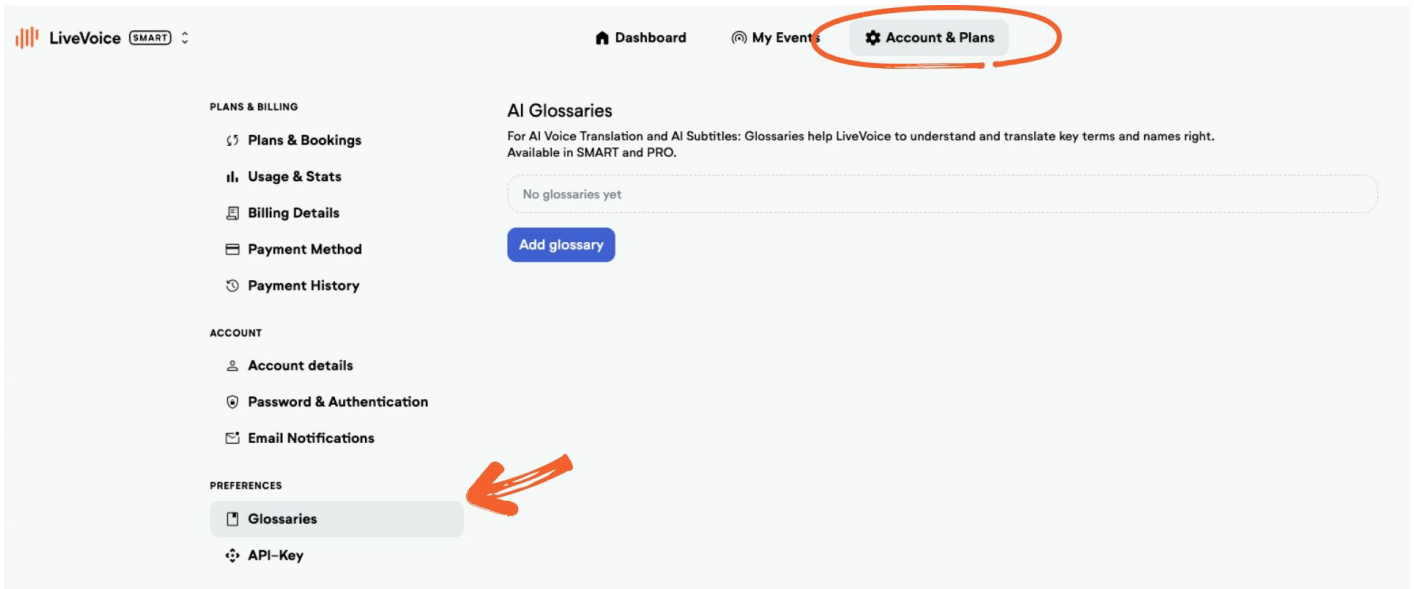 LiveVoice SMART
Dashboard
My Events
Account & Plans
PLANS & BILLING
Plans & Bookings
Usage & Stats
Billing Details
Payment Method
Payment History
ACCOUNT
Account details
Password & Authentication
Email Notifications
PREFERENCES
Glossaries
API-Key
AI Glossaries
For AI Voice Translation and AI Subtitles: Glossaries help LiveVoice to understand and translate key terms and names right.
Available in SMART and PRO.
No glossaries yet
Add glossary